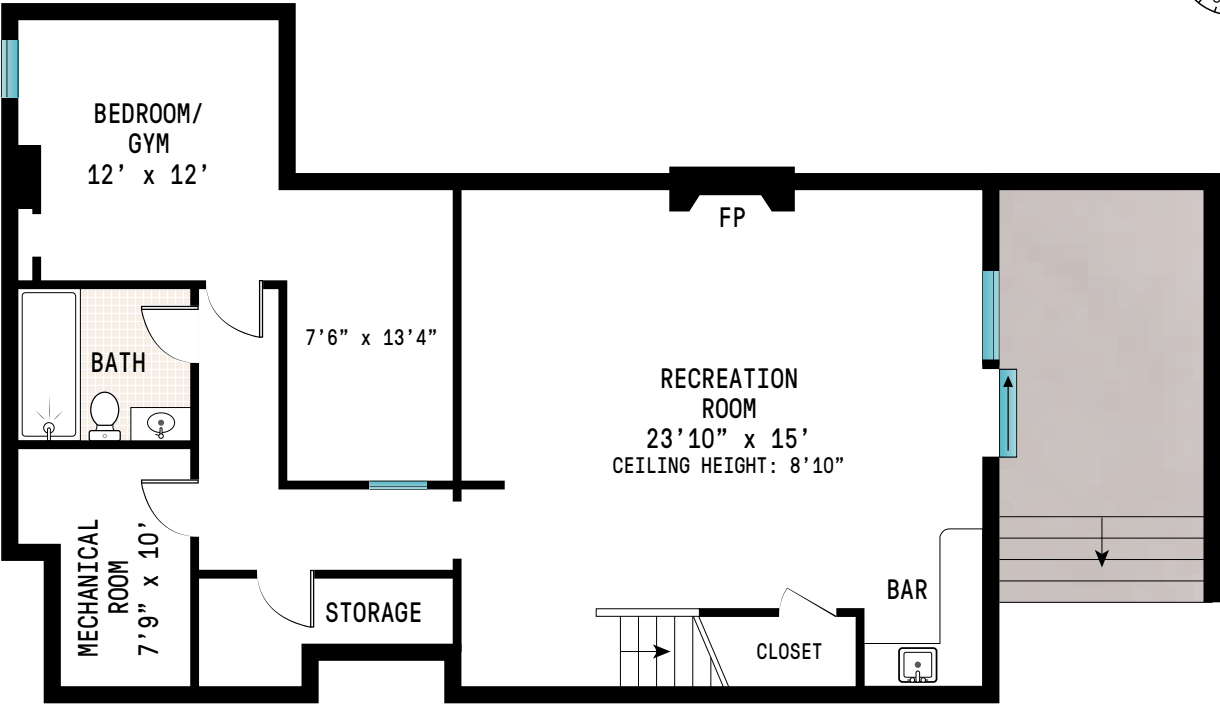 BEDROOM/
GYM
12’ x 12’
FP
7’6” x 13’4”
BATH
RECREATION
ROOM
23’10” x 15’
CEILING HEIGHT: 8’10”
MECHANICAL
ROOM
7’9” x 10’
STORAGE
BAR
CLOSET